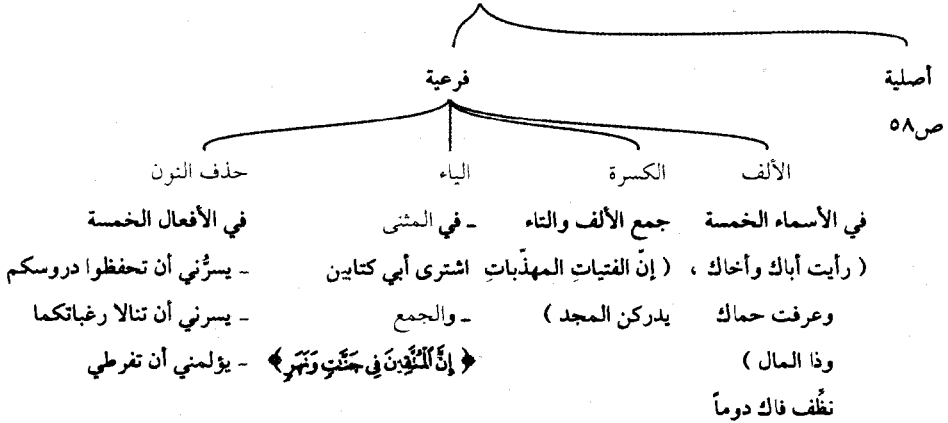 أصلية فرعية
ص٥٨
الألف الكسرة الياء حذف النون
في الأسماء الخمسة جمع الألف والتاء ـ في المثنى في الأفعال الخمسة
( رأيت أباك وأخاك ، ( إنّ الفتياتِ المهذّباتِ اشترى أبي كتابين ـ يسرُّني أن تحفظوا دروسكم
وعرفت حماك يدركن المجد ) ـ والجمع ـ يسرني أن تنالا رغباتكما
وذا المال ) ﴿ إِنَّ ٱلْمُتَّقِينَ فِي جَنَّٰتٍ وَنَهَرٍ ﴾ ـ يؤلمني أن تفرطي
نظِّف فاك دوماً